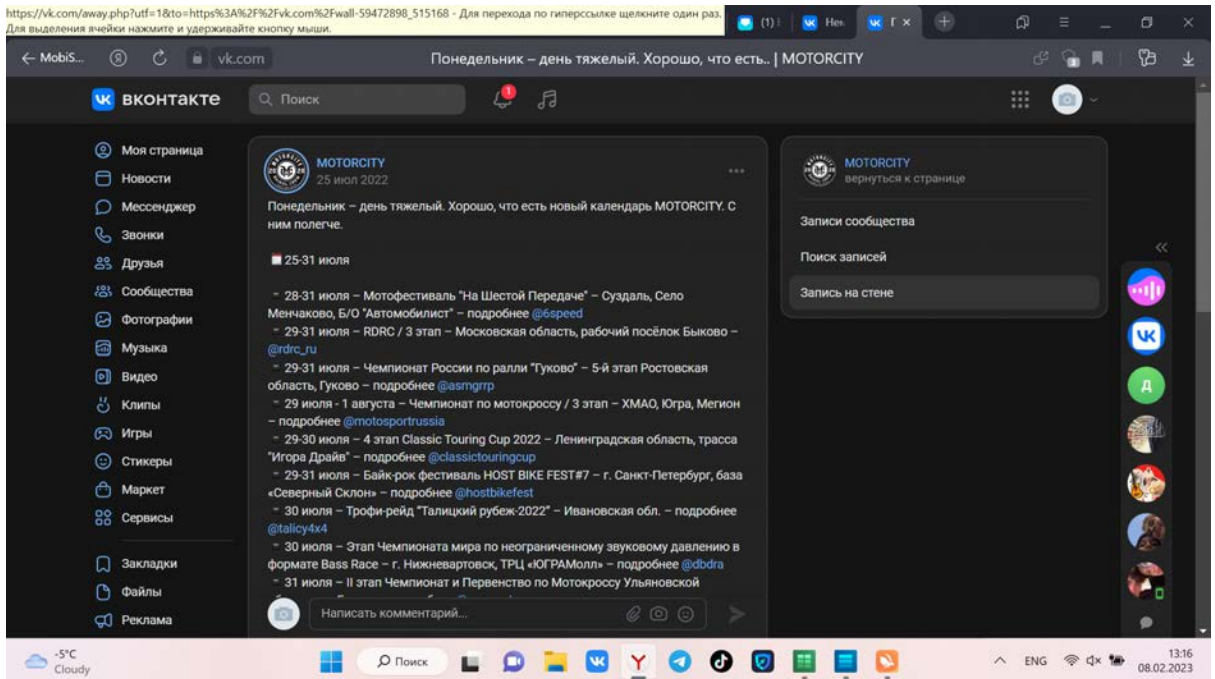 https://vk.com/away.php?utf=1&to=https%3A%2F%2Fvk.com%2Fwall-59472898_515168 - Для перехода по гиперссылке щелкните один раз.
Для выделения ячейки нажмите и удерживайте кнопку мыши.
(1)
← MobiS...
vk.com
Понедельник – день тяжелый. Хорошо, что есть.. | MOTORCITY
вконтакте
Поиск
1
Моя страница
Новости
Мессенджер
Звонки
Друзья
Сообщества
Фотографии
Музыка
Видео
Клипы
Игры
Стикеры
Маркет
Сервисы
Закладки
Файлы
Реклама
MOTORCITY
25 июл 2022
Понедельник – день тяжелый. Хорошо, что есть новый календарь MOTORCITY. С
ним полегче.
25-31 июля
- 28-31 июля – Мотофестиваль "На Шестой Передаче" – Суздаль, Село
Менчаково, Б/О "Автомобилист" – подробнее @6speed
- 29-31 июля – RDRC / 3 этап – Московская область, рабочий посёлок Быково –
@rdrc_ru
- 29-31 июля – Чемпионат России по ралли "Гуково" – 5-й этап Ростовская
область, Гуково – подробнее @asmgrrp
- 29 июля - 1 августа – Чемпионат по мотокроссу / 3 этап – ХМАО, Югра, Мегион
– подробнее @motosportrussia
- 29-30 июля – 4 этап Classic Touring Cup 2022 – Ленинградская область, трасса
"Игора Драйв" – подробнее @classictouringcup
- 29-31 июля – Байк-рок фестиваль HOST BIKE FEST#7 – г. Санкт-Петербург, база
«Северный Склон» – подробнее @hostbikefest
- 30 июля – Трофи-рейд "Талицкий рубеж-2022" – Ивановская обл. – подробнее
@talicy4x4
- 30 июля – Этап Чемпионата мира по неограниченному звуковому давлению в
формате Bass Race – г. Нижневартовск, ТРЦ «ЮГРАМолл» – подробнее @dbdra
- 31 июля – II этап Чемпионат и Первенство по Мотокроссу Ульяновской
Написать комментарий...
MOTORCITY
вернуться к странице
Записи сообщества
Поиск записей
Запись на стене
Д
-5°C
Cloudy
Поиск
ENG
13:16
08.02.2023